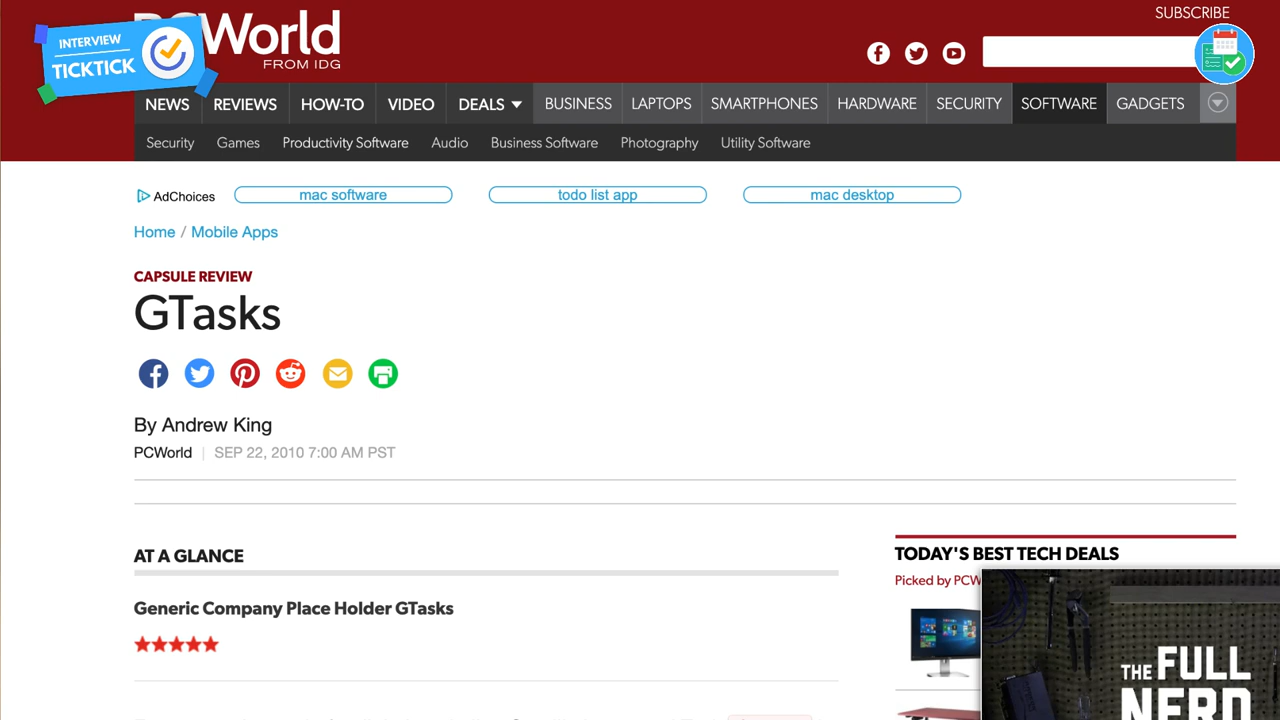 SUBSCRIBE
INTERVIEW
TICKTICK
World
FROM IDG
NEWS REVIEWS HOW-TO VIDEO DEALS BUSINESS LAPTOPS SMARTPHONES HARDWARE SECURITY SOFTWARE GADGETS
Security Games Productivity Software Audio Business Software Photography Utility Software
AdChoices mac software todo list app mac desktop
Home / Mobile Apps
CAPSULE REVIEW
GTasks
By Andrew King
PCWorld | SEP 22, 2010 7:00 AM PST
AT A GLANCE
Generic Company Place Holder GTasks
TODAY'S BEST TECH DEALS
Picked by PCW
THE FULL
NERD